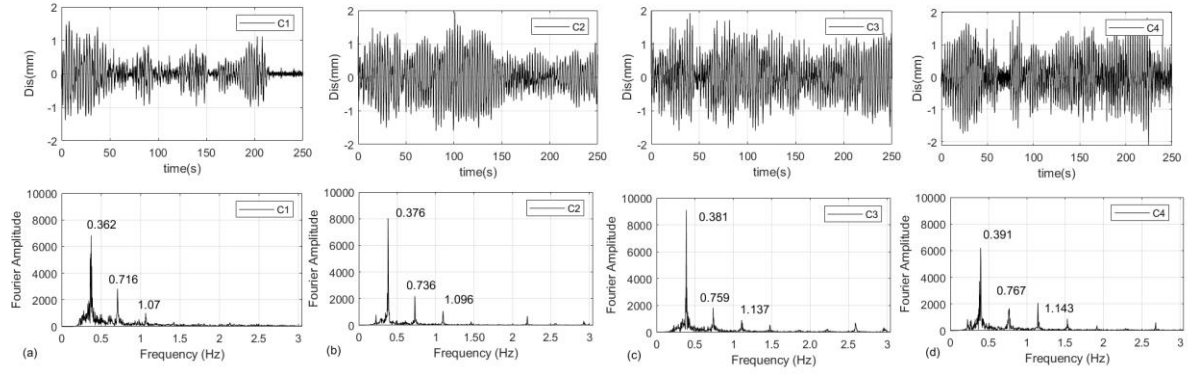 C1
Dis(mm)
2
1
0
-1
-2
0 50 100 150 200 250
time(s)
C2
Dis(mm)
2
1
0
-1
-2
0 50 100 150 200 250
time(s)
C3
Dis(mm)
2
1
0
-1
-2
0 50 100 150 200 250
time(s)
C4
Dis(mm)
2
1
0
-1
-2
0 50 100 150 200 250
time(s)
C1
Fourier Amplitude
10000
8000
6000
4000
2000
0
0.362
0.716
1.07
0 0.5 1 1.5 2 2.5 3
(a) Frequency (Hz)
C2
Fourier Amplitude
10000
8000
6000
4000
2000
0
0.376
0.736
1.096
0 0.5 1 1.5 2 2.5 3
(b) Frequency (Hz)
C3
Fourier Amplitude
10000
8000
6000
4000
2000
0
0.381
0.759
1.137
0 0.5 1 1.5 2 2.5 3
(c) Frequency (Hz)
C4
Fourier Amplitude
10000
8000
6000
4000
2000
0
0.391
0.767
1.143
0 0.5 1 1.5 2 2.5 3
(d) Frequency (Hz)